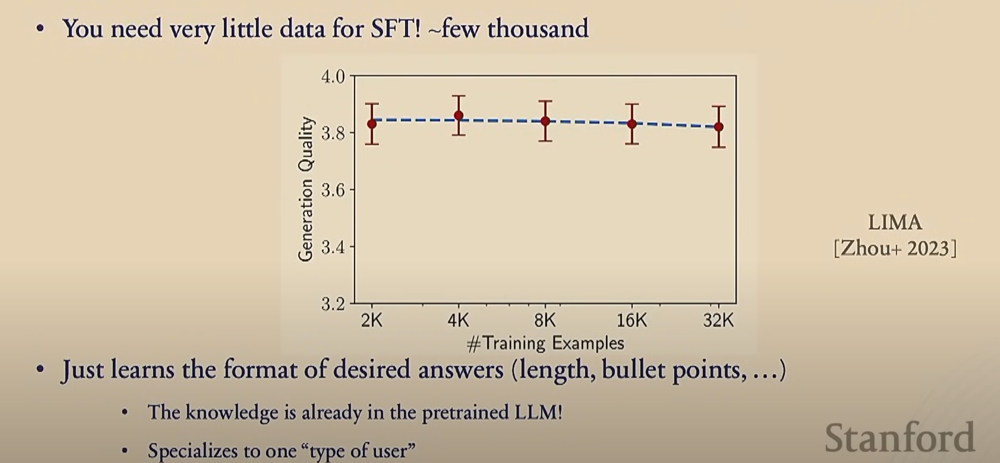 • You need very little data for SFT! ~few thousand
4.0
3.8
3.6
3.4
3.2
Generation Quality
2K 4K 8K 16K 32K
#Training Examples
LIMA
[Zhou+ 2023]
• Just learns the format of desired answers (length, bullet points, …)
• The knowledge is already in the pretrained LLM!
• Specializes to one “type of user”
Stanford